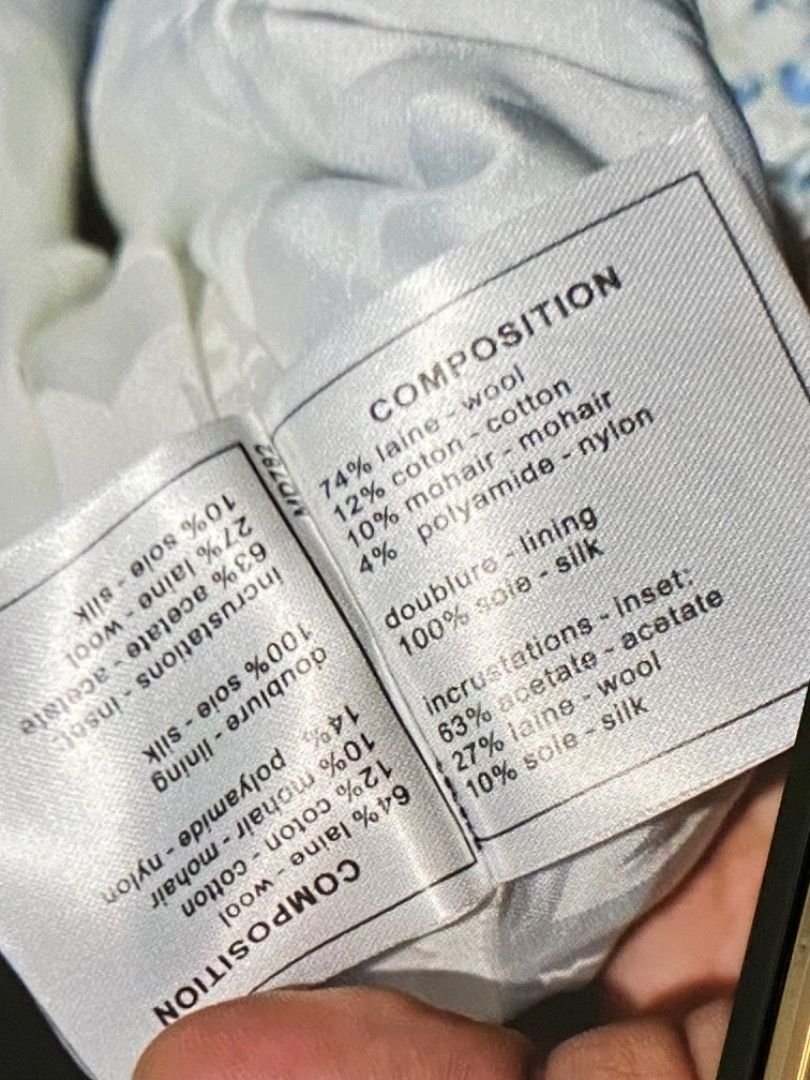 COMPOSITION
74% laine - wool
12% coton - cotton
10% mohair - mohair
4% polyamide - nylon
doublure - lining
100% soie - silk
incrustations - inset:
63% acetate - acetate
27% laine - wool
10% soie - silk
COMPOSITION
64% laine - wool
12% coton - cotton
10% mohair - mohair
14% polyamide - nylon
doublure - lining
100% soie - silk
incrustations - inset:
63% acetate - acetate
27% laine - wool
10% soie - silk